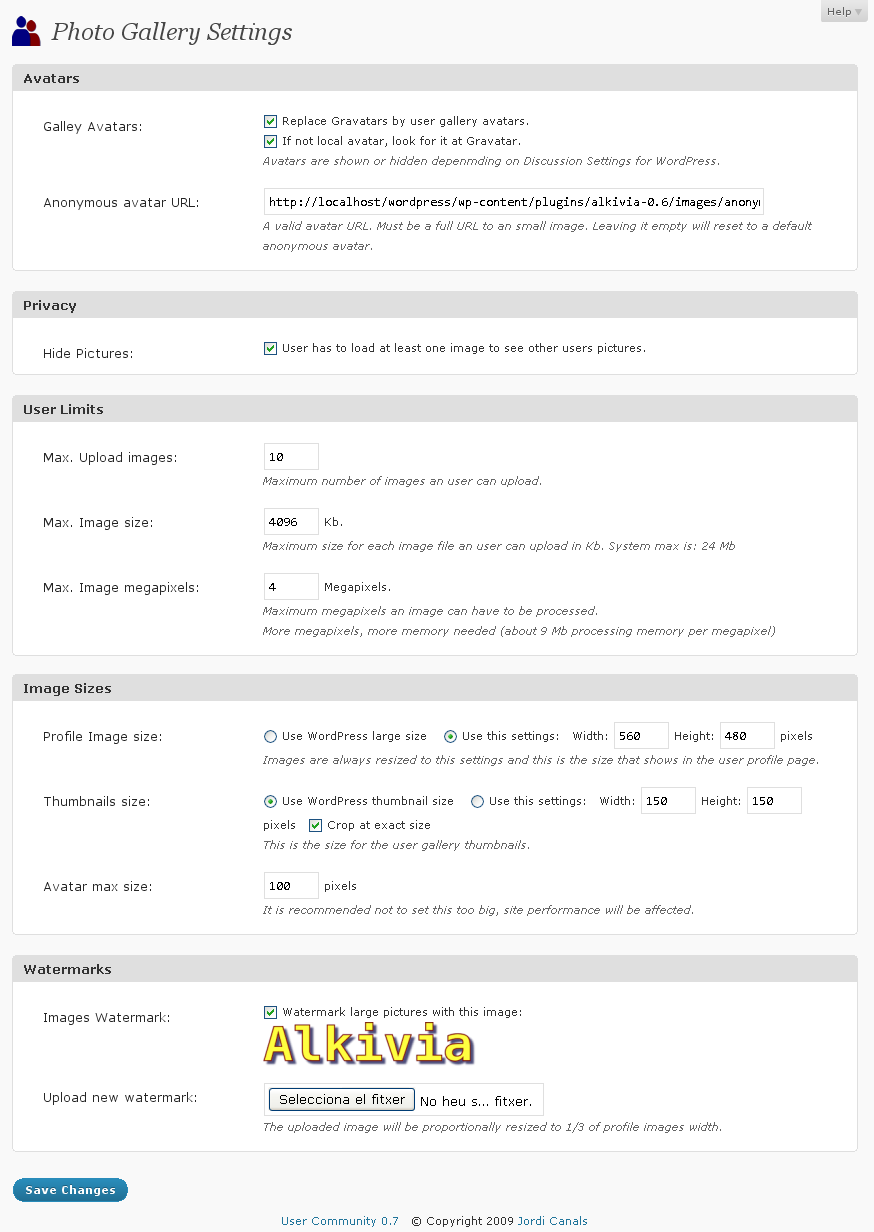 Help
Photo Gallery Settings
Avatars
Galley Avatars:
Replace Gravatars by user gallery avatars.
If not local avatar, look for it at Gravatar.
Avatars are shown or hidden depenmding on Discussion Settings for WordPress.
Anonymous avatar URL:
http://localhost/wordpress/wp-content/plugins/alkivia-0.6/images/anony
A valid avatar URL. Must be a full URL to an small image. Leaving it empty will reset to a default
anonymous avatar.
Privacy
Hide Pictures:
User has to load at least one image to see other users pictures.
User Limits
Max. Upload images:
10
Maximum number of images an user can upload.
Max. Image size:
4096 Kb.
Maximum size for each image file an user can upload in Kb. System max is: 24 Mb
Max. Image megapixels:
4 Megapixels.
Maximum megapixels an image can have to be processed.
More megapixels, more memory needed (about 9 Mb processing memory per megapixel)
Image Sizes
Profile Image size:
Use WordPress large size Use this settings: Width: 560 Height: 480 pixels
Images are always resized to this settings and this is the size that shows in the user profile page.
Thumbnails size:
Use WordPress thumbnail size Use this settings: Width: 150 Height: 150
pixels Crop at exact size
This is the size for the user gallery thumbnails.
Avatar max size:
100 pixels
It is recommended not to set this too big, site performance will be affected.
Watermarks
Images Watermark:
Watermark large pictures with this image:
Alkivia
Upload new watermark:
Selecciona el fitxer No heu s... fitxer.
The uploaded image will be proportionally resized to 1/3 of profile images width.
Save Changes
User Community 0.7 © Copyright 2009 Jordi Canals